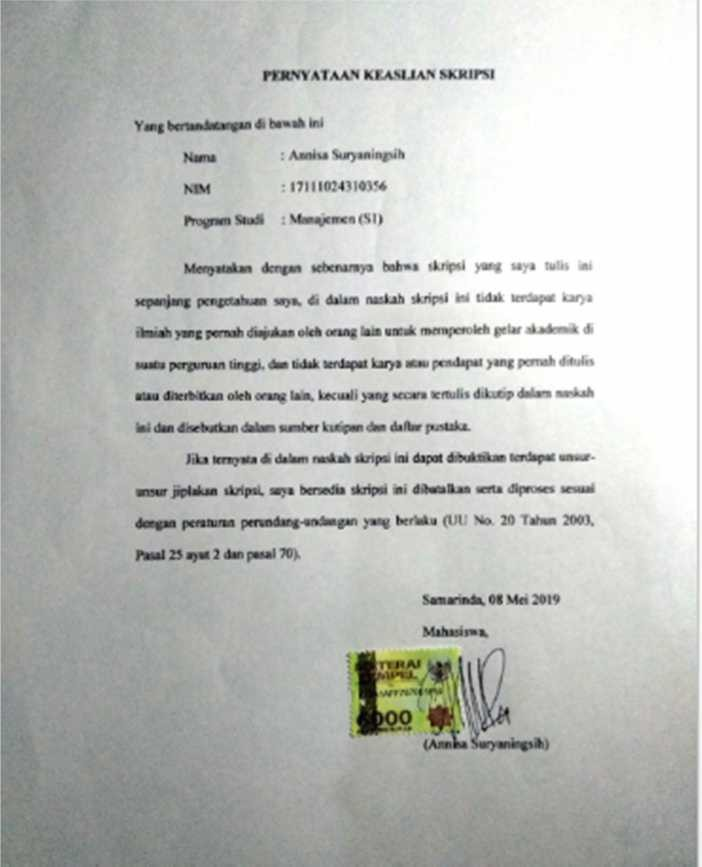 PERNYATAAN KEASLIAN SKRIPSI
Yang bertandatangan di bawah ini
Nama : Annisa Suryaningsih
NIM : 17111024310356
Program Studi : Manajemen (S1)
Menyatakan dengan sebenarnya bahwa skripsi yang saya tulis ini
sepanjang pengetahuan saya, di dalam naskah skripsi ini tidak terdapat karya
ilmiah yang pernah diajukan oleh orang lain untuk memperoleh gelar akademik di
suatu perguruan tinggi, dan tidak terdapat karya atau pendapat yang pernah ditulis
atau diterbitkan oleh orang lain, kecuali yang secara tertulis dikutip dalam naskah
ini dan disebutkan dalam sumber kutipan dan daftar pustaka.
Jika ternyata di dalam naskah skripsi ini dapat dibuktikan terdapat unsur-
unsur jiplakan skripsi, saya bersedia skripsi ini dibatalkan serta diproses sesuai
dengan peraturan perundang-undangan yang berlaku (UU No. 20 Tahun 2003,
Pasal 25 ayat 2 dan pasal 70).
Samarinda, 08 Mei 2019
Mahasiswa,
TERAI
MPEL
6000
(Annisa Suryaningsih)